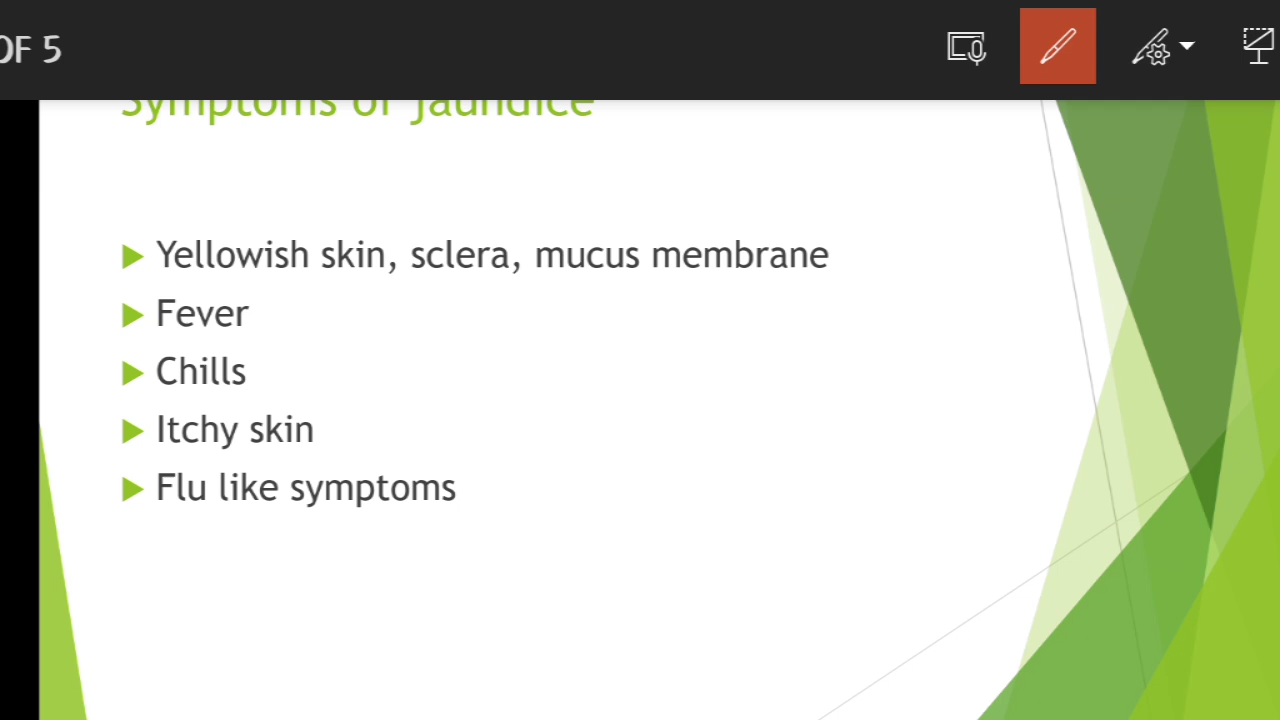 OF 5
Symptoms of Jaundice
Yellowish skin, sclera, mucus membrane
Fever
Chills
Itchy skin
Flu like symptoms